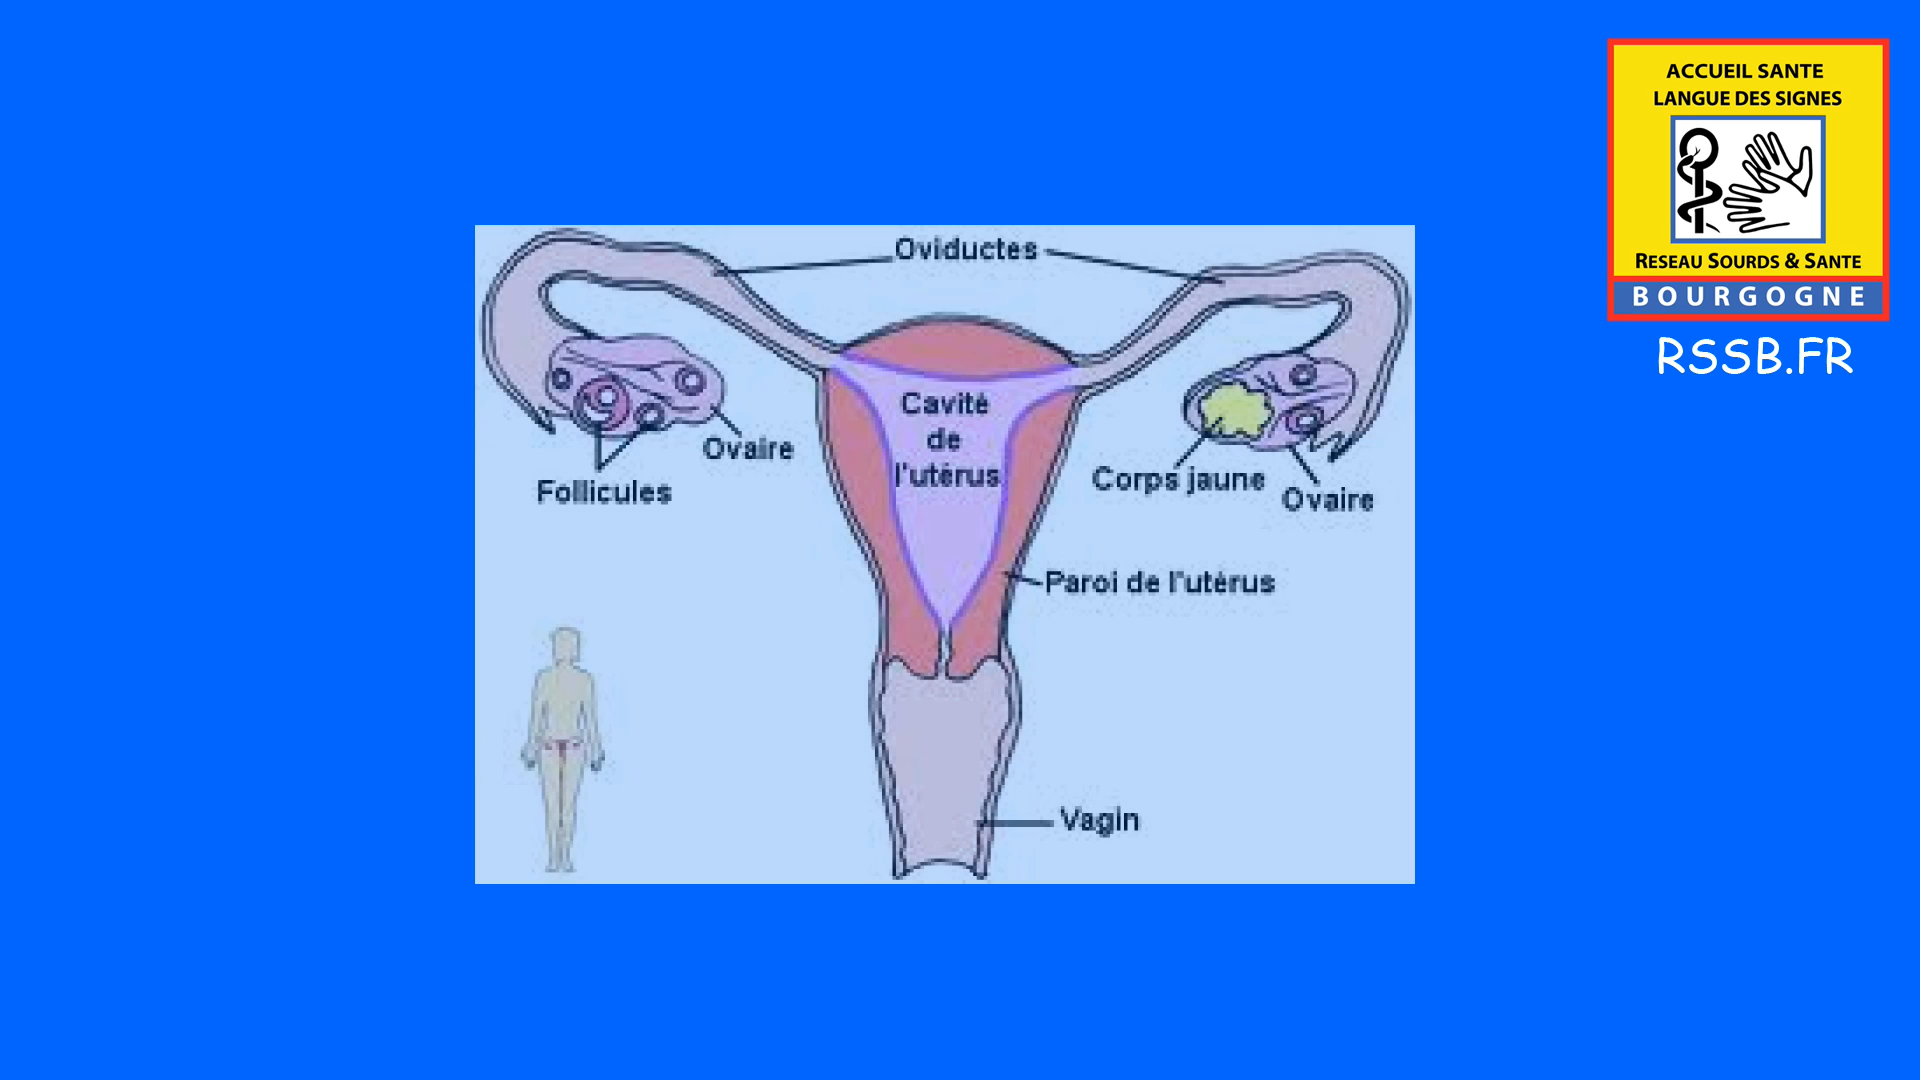 ACCUEIL SANTE
LANGUE DES SIGNES
RESEAU SOURDS & SANTE
BOURGOGNE
RSSB.FR
Oviductes
Cavité
de
l'utérus
Ovaire
Follicules
Corps jaune
Ovaire
Paroi de l'utérus
Vagin